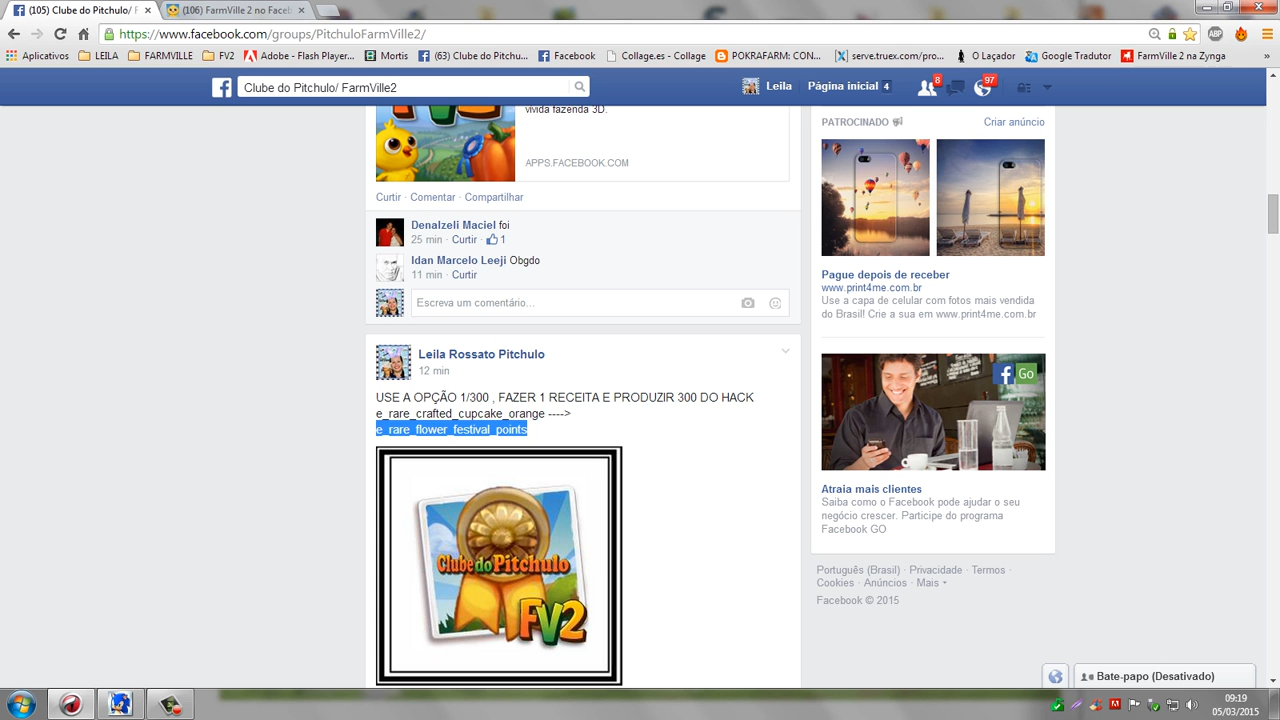 (105) Clube do Pitchulo/ F
(106) FarmVille 2 no Faceb
https://www.facebook.com/groups/PitchuloFarmVille2/
Aplicativos
LEILA
FARMVILLE
FV2
Adobe - Flash Player...
Mortis
(63) Clube do Pitchu...
Facebook
Collage.es - Collage
POKRAFARM: CON...
serve.truex.com/pro...
O Laçador
Google Tradutor
FarmVille 2 na Zynga
»
Clube do Pitchulo/ FarmVille2
Leila
Página inicial 4
8
97
vivida fazenda 3D.
APPS.FACEBOOK.COM
Curtir · Comentar · Compartilhar
Denalzeli Maciel foi
25 min · Curtir · 1
Idan Marcelo Leeji Obgdo
11 min · Curtir
Escreva um comentário...
Leila Rossato Pitchulo
12 min
USE A OPÇÃO 1/300 , FAZER 1 RECEITA E PRODUZIR 300 DO HACK
e_rare_crafted_cupcake_orange ---->
e_rare_flower_festival_points
Clube do Pitchulo
FV2
PATROCINADO
Criar anúncio
Pague depois de receber
www.print4me.com.br
Use a capa de celular com fotos mais vendida
do Brasil! Crie a sua em www.print4me.com.br
f Go
Atraia mais clientes
Saiba como o Facebook pode ajudar o seu
negócio crescer. Participe do programa
Facebook GO
Português (Brasil) · Privacidade · Termos ·
Cookies · Anúncios · Mais
Facebook © 2015
Bate-papo (Desativado)
09:19
05/03/2015